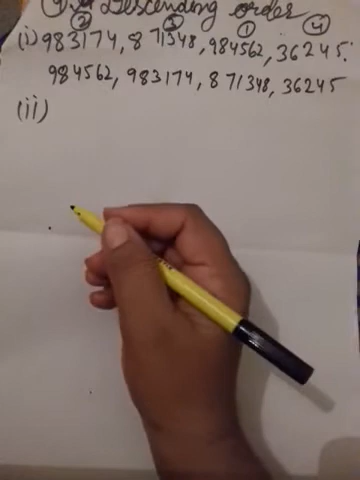 Descending order
② ③ ① ④
(i) 983174, 871348, 984562, 36245.
984562, 983174, 871348, 36245
(ii)